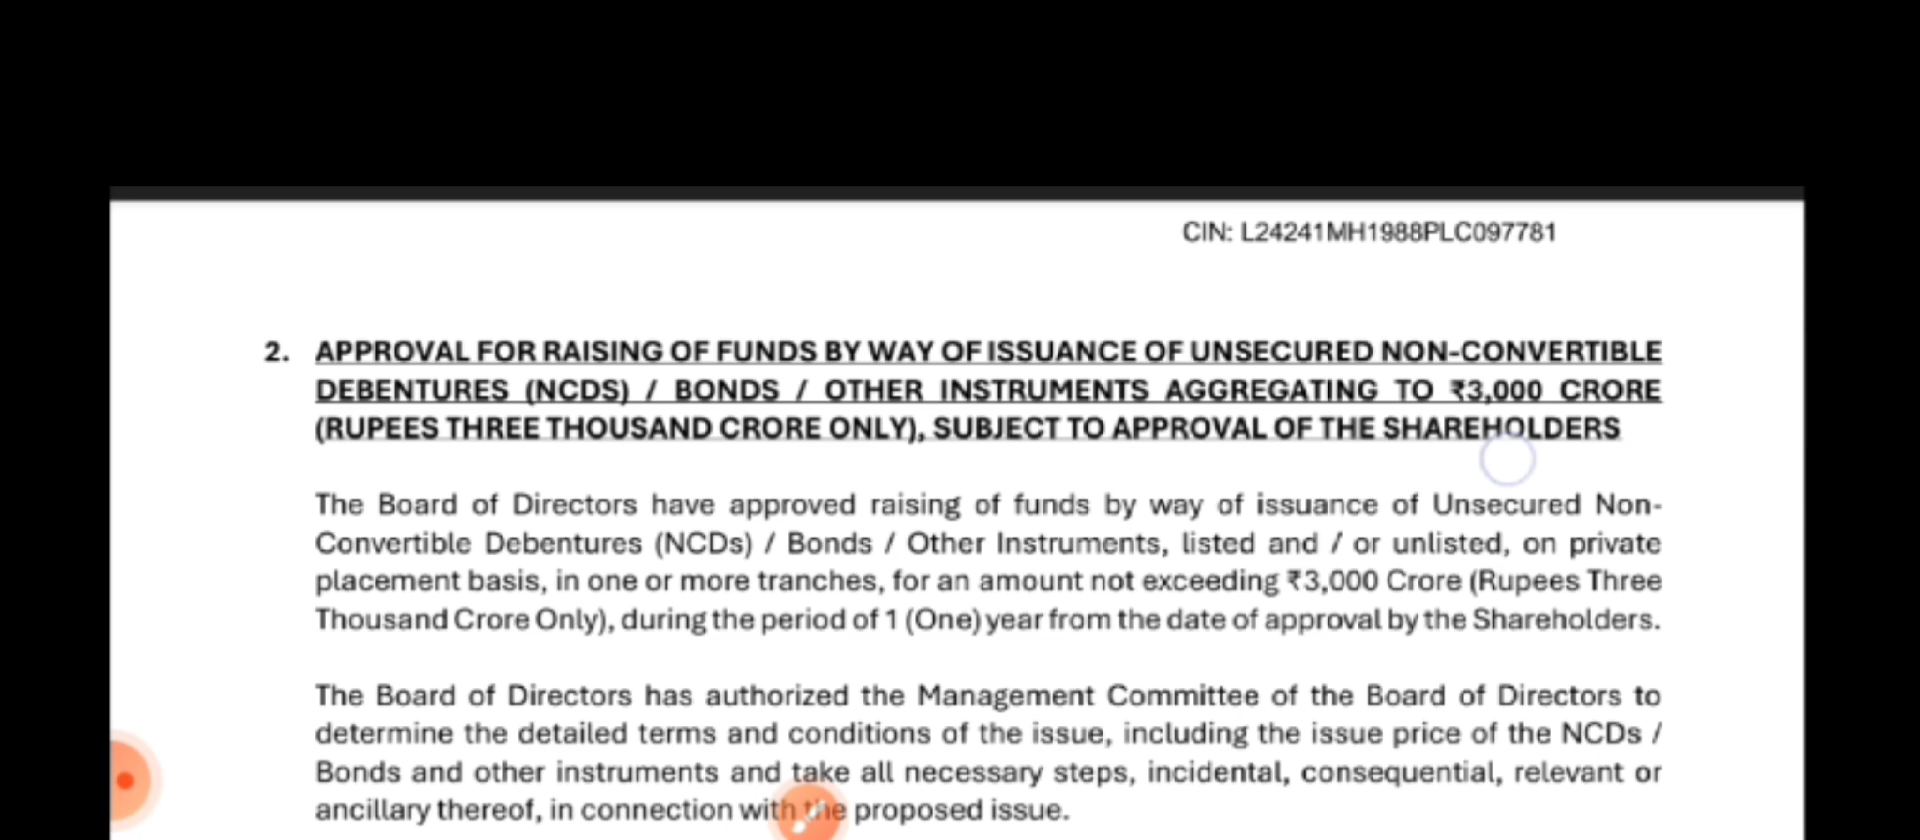 CIN: L24241MH1988PLC097781
2. APPROVAL FOR RAISING OF FUNDS BY WAY OF ISSUANCE OF UNSECURED NON-CONVERTIBLE
DEBENTURES (NCDS) / BONDS / OTHER INSTRUMENTS AGGREGATING TO ₹3,000 CRORE
(RUPEES THREE THOUSAND CRORE ONLY), SUBJECT TO APPROVAL OF THE SHAREHOLDERS
The Board of Directors have approved raising of funds by way of issuance of Unsecured Non-
Convertible Debentures (NCDs) / Bonds / Other Instruments, listed and / or unlisted, on private
placement basis, in one or more tranches, for an amount not exceeding ₹3,000 Crore (Rupees Three
Thousand Crore Only), during the period of 1 (One) year from the date of approval by the Shareholders.
The Board of Directors has authorized the Management Committee of the Board of Directors to
determine the detailed terms and conditions of the issue, including the issue price of the NCDs /
Bonds and other instruments and take all necessary steps, incidental, consequential, relevant or
ancillary thereof, in connection with the proposed issue.